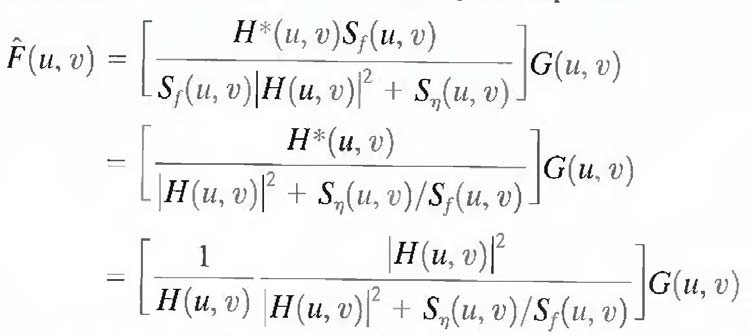 F̂(u, v) = [ H*(u, v)S_f(u, v) / (S_f(u, v)|H(u, v)|² + S_η(u, v)) ] G(u, v)
= [ H*(u, v) / (|H(u, v)|² + S_η(u, v)/S_f(u, v)) ] G(u, v)
= [ 1 / H(u, v) |H(u, v)|² / (|H(u, v)|² + S_η(u, v)/S_f(u, v)) ] G(u, v)